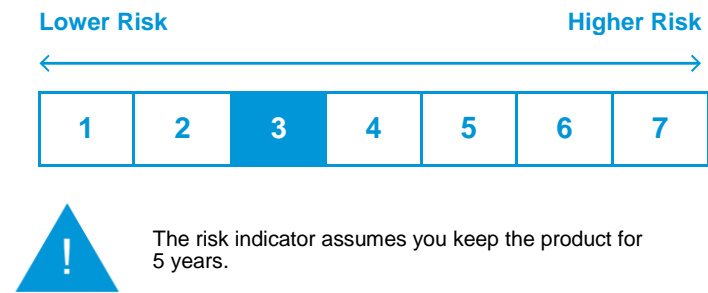 Lower Risk Higher Risk
1 2 3 4 5 6 7
!
The risk indicator assumes you keep the product for
5 years.